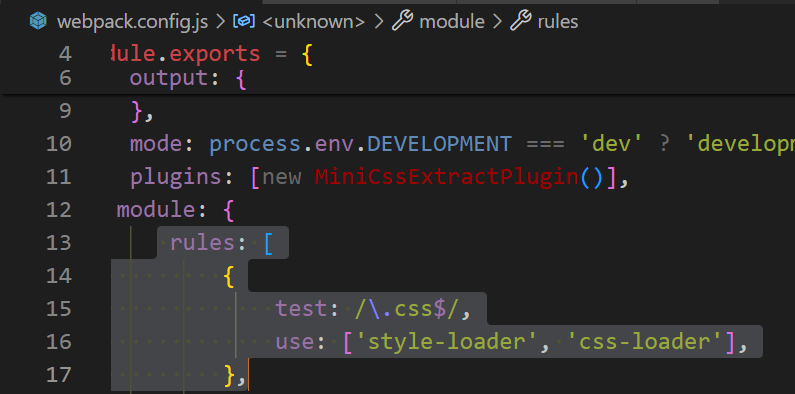 webpack.config.js > <unknown> > module > rules
4 dule.exports = {
6 output: {
9 },
10 mode: process.env.DEVELOPMENT === 'dev' ? 'developm
11 plugins: [new MiniCssExtractPlugin()],
12 module: {
13 rules: [
14 {
15 test: /\.css$/,
16 use: ['style-loader', 'css-loader'],
17 },